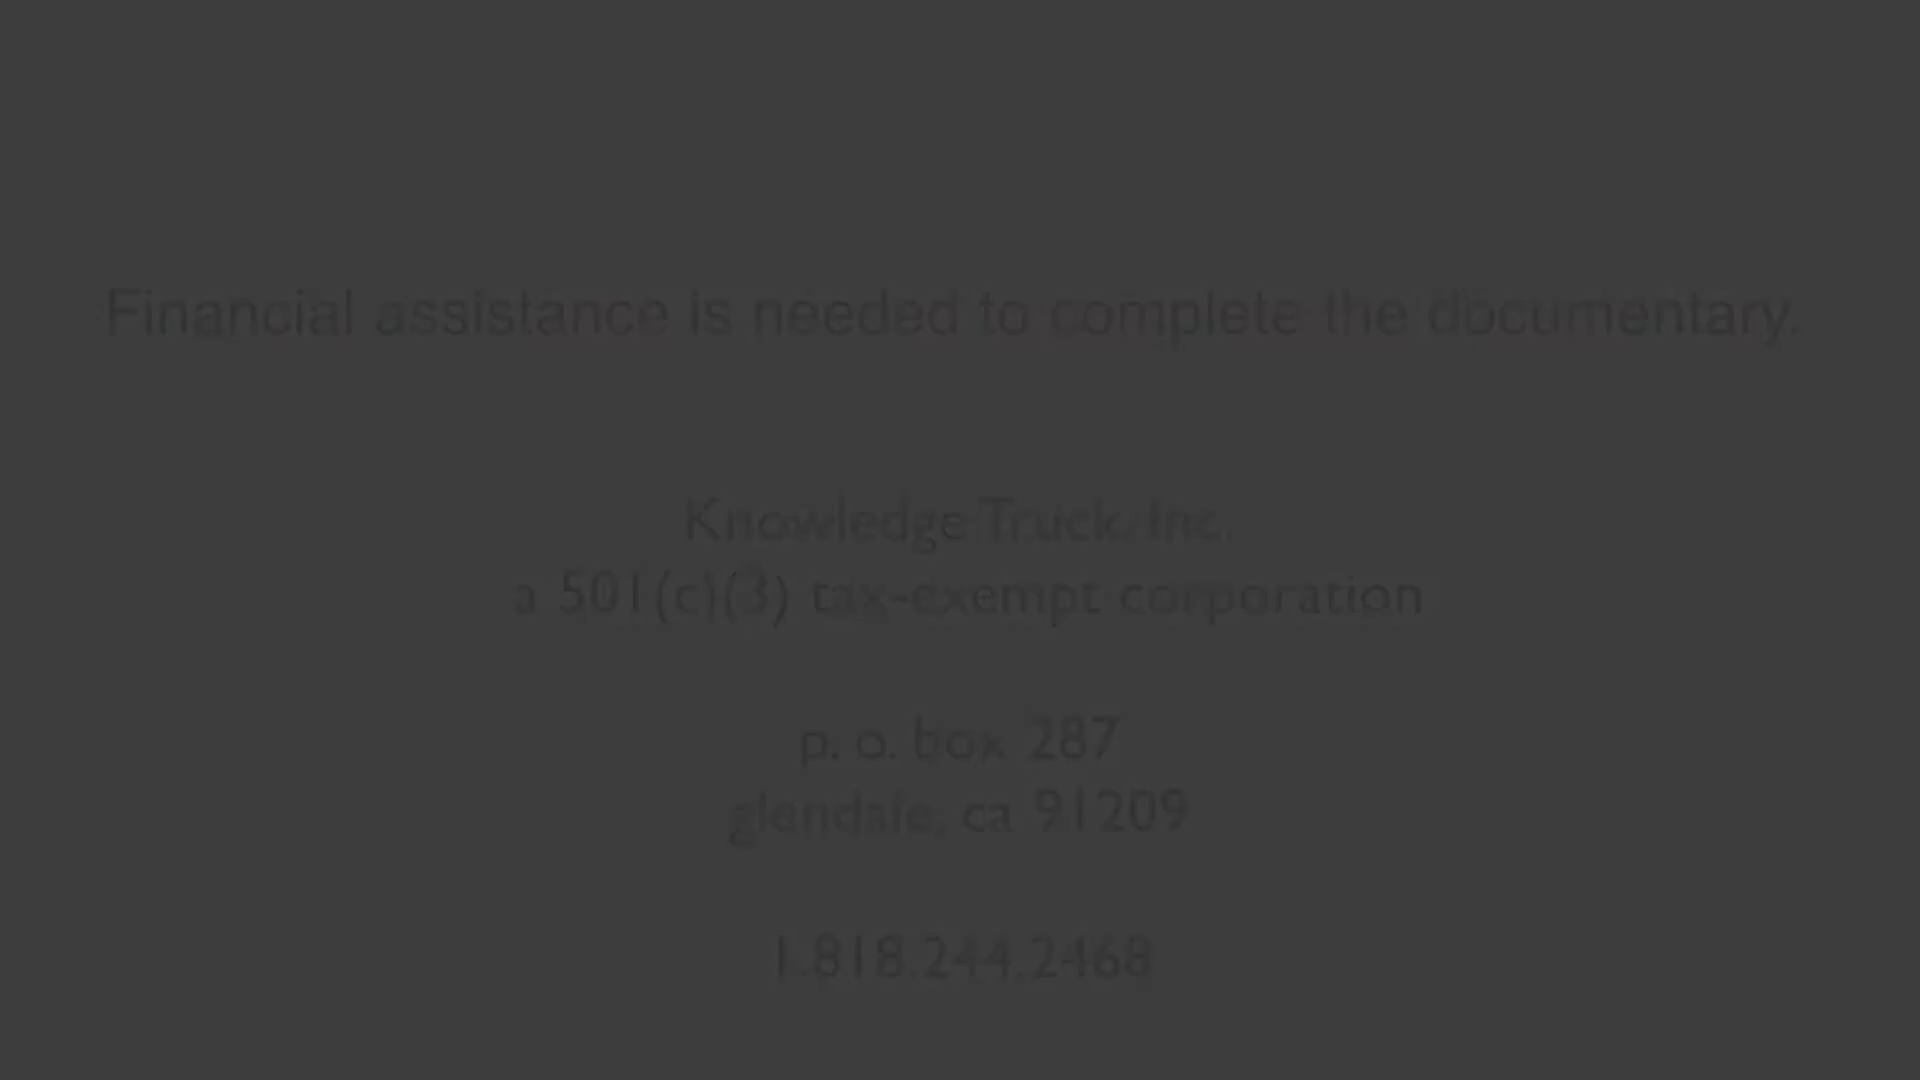 Financial assistance is needed to complete the documentary.
Knowledge Truck, Inc.
a 501(c)(3) tax-exempt corporation
p. o. box 287
glendale, ca 91209
1.818.244.2468